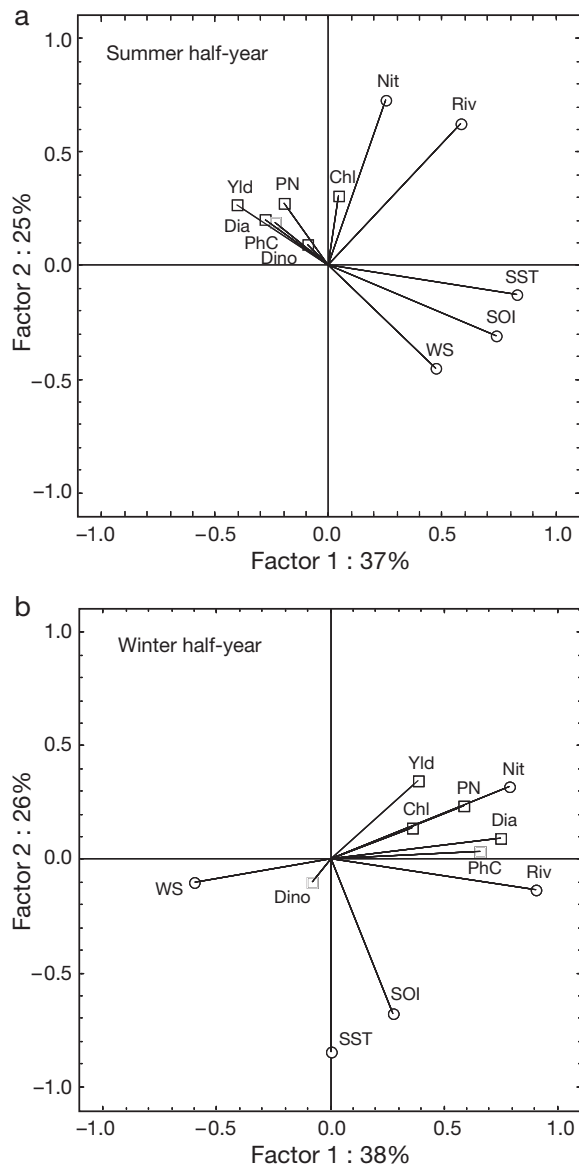 a
Summer half-year
1.0
0.5
0.0
−0.5
−1.0
Factor 2 : 25%
Nit
Riv
Chl
PN
Yld
Dia
PhC
Dino
SST
SOI
WS
−1.0 −0.5 0.0 0.5 1.0
Factor 1 : 37%
b
Winter half-year
1.0
0.5
0.0
−0.5
−1.0
Factor 2 : 26%
Yld
Nit
PN
Chl
Dia
PhC
Riv
WS
Dino
SOI
SST
−1.0 −0.5 0.0 0.5 1.0
Factor 1 : 38%